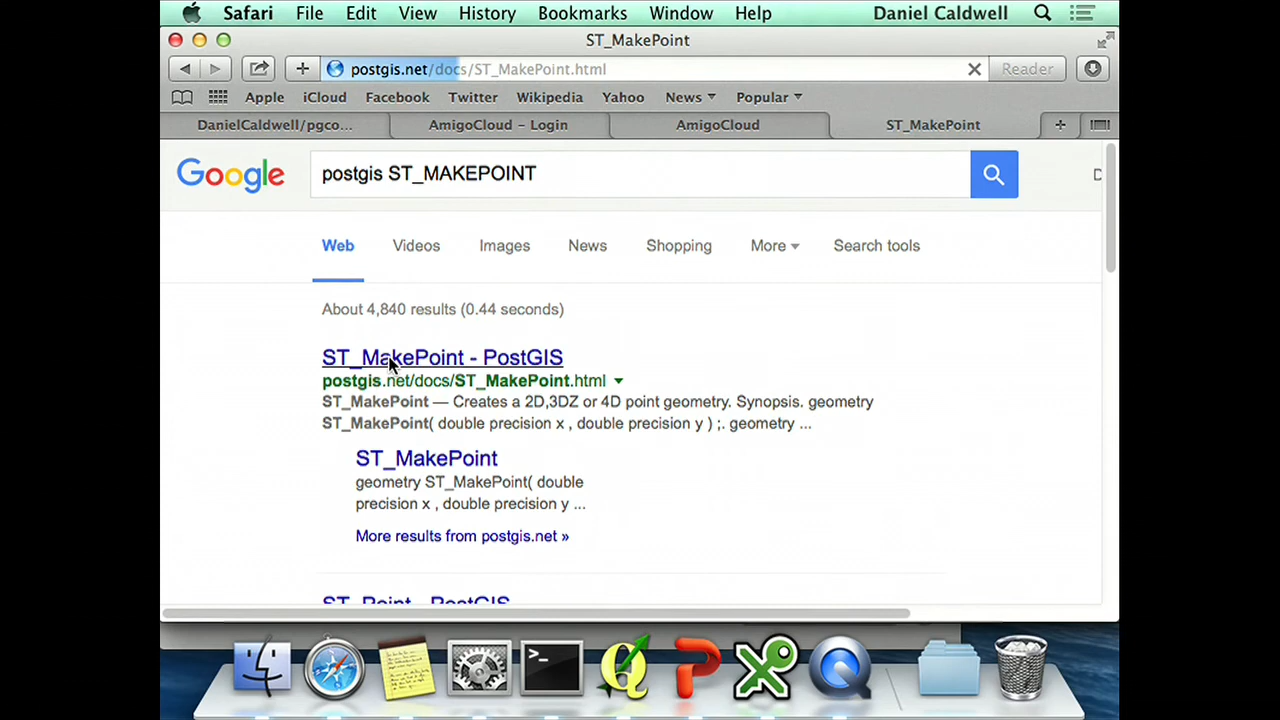 Safari File Edit View History Bookmarks Window Help Daniel Caldwell
ST_MakePoint
postgis.net/docs/ST_MakePoint.html Reader
Apple iCloud Facebook Twitter Wikipedia Yahoo News Popular
DanielCaldwell/pgco... AmigoCloud – Login AmigoCloud ST_MakePoint
Google postgis ST_MAKEPOINT
Web Videos Images News Shopping More Search tools
About 4,840 results (0.44 seconds)
ST_MakePoint - PostGIS
postgis.net/docs/ST_MakePoint.html
ST_MakePoint — Creates a 2D,3DZ or 4D point geometry. Synopsis. geometry
ST_MakePoint( double precision x , double precision y ) ;. geometry ...
ST_MakePoint
geometry ST_MakePoint( double
precision x , double precision y ...
More results from postgis.net »
ST_Point - PostGIS